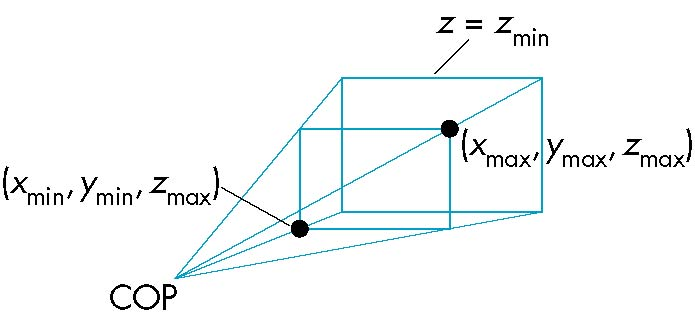 z = z_min
(x_max, y_max, z_max)
(x_min, y_min, z_max)
COP